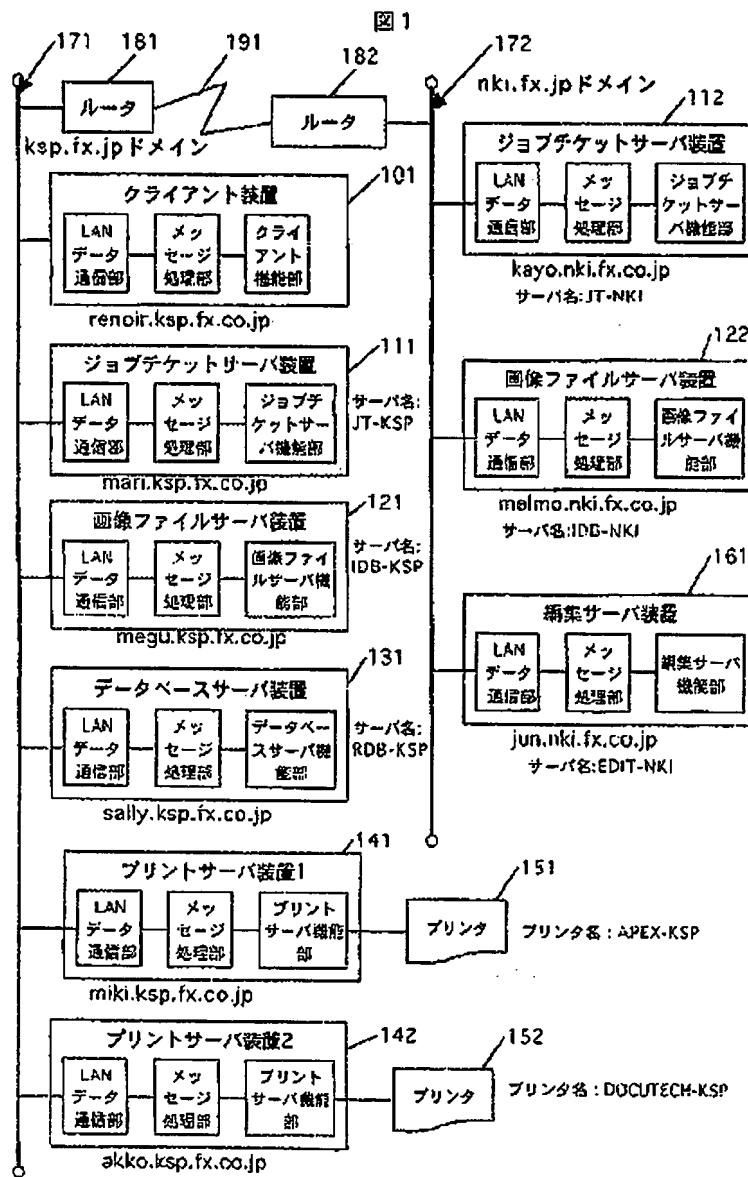 図1
171
181
191
182
172
nki.fx.jpドメイン
ルータ
ルータ
ksp.fx.jpドメイン
112
ジョブチケットサーバ装置
LAN
データ
通信部
メッ
セージ
処理部
ジョブチ
ケットサー
バ機能部
kayo.nki.fx.co.jp
サーバ名:JT-NKI
101
クライアント装置
LAN
データ
通信部
メッ
セージ
処理部
クライ
アント
機能部
renoir.ksp.fx.co.jp
111
ジョブチケットサーバ装置
LAN
データ
通信部
メッ
セージ
処理部
ジョブチ
ケットサー
バ機能部
サーバ名:
JT-KSP
mari.ksp.fx.co.jp
122
画像ファイルサーバ装置
LAN
データ
通信部
メッ
セージ
処理部
画像ファイ
ルサーバ機
能部
melmo.nki.fx.co.jp
サーバ名:IDB-NKI
121
画像ファイルサーバ装置
LAN
データ
通信部
メッ
セージ
処理部
画像ファイ
ルサーバ機
能部
サーバ名:
IDB-KSP
megu.ksp.fx.co.jp
161
編集サーバ装置
LAN
データ
通信部
メッ
セージ
処理部
編集サーバ
機能部
jun.nki.fx.co.jp
サーバ名:EDIT-NKI
131
データベースサーバ装置
LAN
データ
通信部
メッ
セージ
処理部
データベー
スサーバ機
能部
サーバ名:
RDB-KSP
sally.ksp.fx.co.jp
141
プリントサーバ装置1
LAN
データ
通信部
メッ
セージ
処理部
プリント
サーバ機能
部
miki.ksp.fx.co.jp
151
プリンタ
プリンタ名：APEX-KSP
142
プリントサーバ装置2
LAN
データ
通信部
メッ
セージ
処理部
プリント
サーバ機能
部
akko.ksp.fx.co.jp
152
プリンタ
プリンタ名：DOCUTECH-KSP